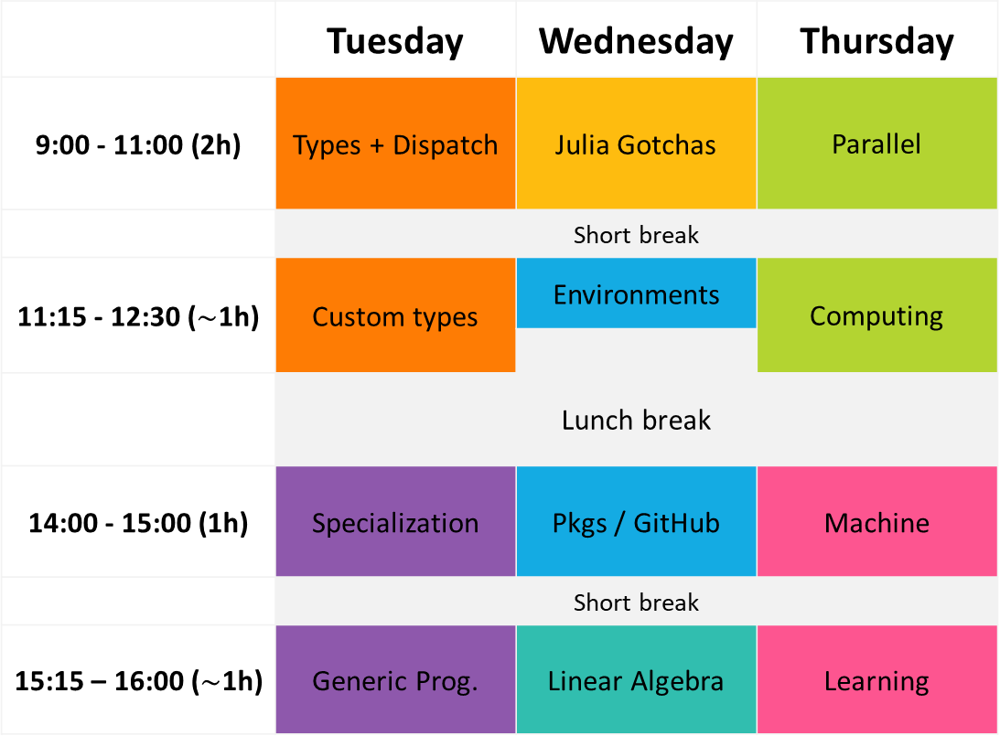 Tuesday Wednesday Thursday
9:00 - 11:00 (2h) Types + Dispatch Julia Gotchas Parallel
Short break
11:15 - 12:30 (~1h) Custom types Environments Computing
Lunch break
14:00 - 15:00 (1h) Specialization Pkgs / GitHub Machine
Short break
15:15 – 16:00 (~1h) Generic Prog. Linear Algebra Learning